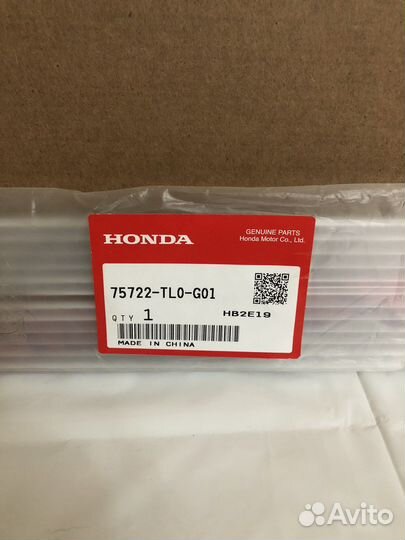 HONDA
GENUINE PARTS
Honda Motor Co., Ltd.
75722-TL0-G01
QTY 1
HB2E19
MADE IN CHINA
Avito